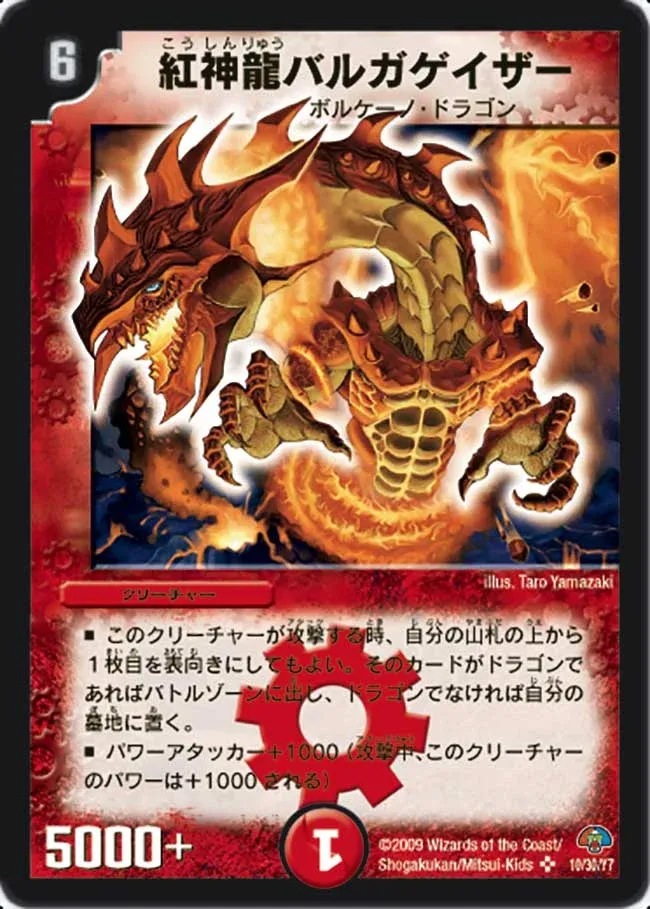 6
こうしんりゅう
紅神龍バルガゲイザー
ボルケーノ・ドラゴン
illus. Taro Yamazaki
クリーチャー
■ このクリーチャーが攻撃する時、自分の山札の上から
１枚目を表向きにしてもよい。そのカードがドラゴンで
あればバトルゾーンに出し、ドラゴンでなければ自分の
墓地に置く。
■ パワーアタッカー＋1000（攻撃中、このクリーチャー
のパワーは＋1000 される）
5000+
1
©2009 Wizards of the Coast/
Shogakukan/Mitsui-Kids
10/30/Y7